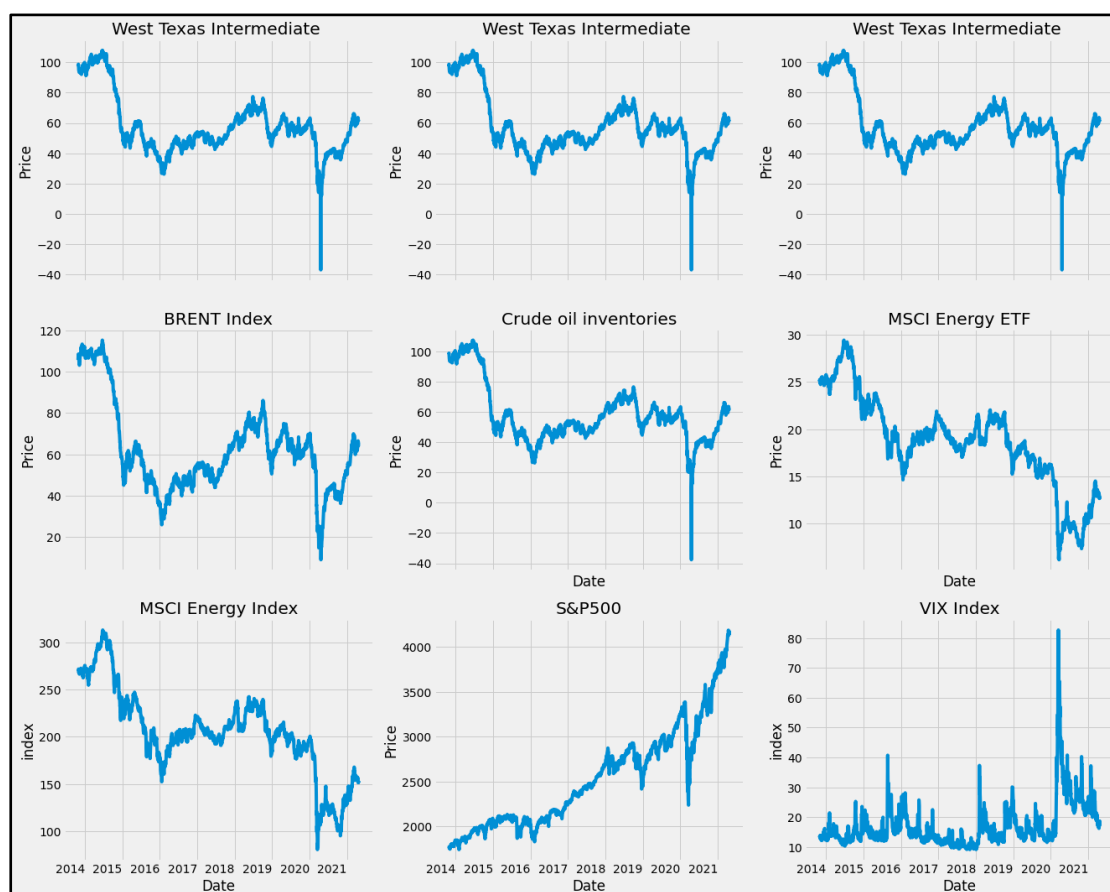 West Texas Intermediate
100
80
60
40
20
0
−20
−40
Price
West Texas Intermediate
100
80
60
40
20
0
−20
−40
Price
West Texas Intermediate
100
80
60
40
20
0
−20
−40
Price
BRENT Index
120
100
80
60
40
20
Price
Crude oil inventories
100
80
60
40
20
0
−20
−40
Price
Date
MSCI Energy ETF
30
25
20
15
10
Price
Date
MSCI Energy Index
300
250
200
150
100
index
2014 2015 2016 2017 2018 2019 2020 2021
Date
S&P500
4000
3500
3000
2500
2000
Price
2014 2015 2016 2017 2018 2019 2020 2021
Date
VIX Index
80
70
60
50
40
30
20
10
index
2014 2015 2016 2017 2018 2019 2020 2021
Date